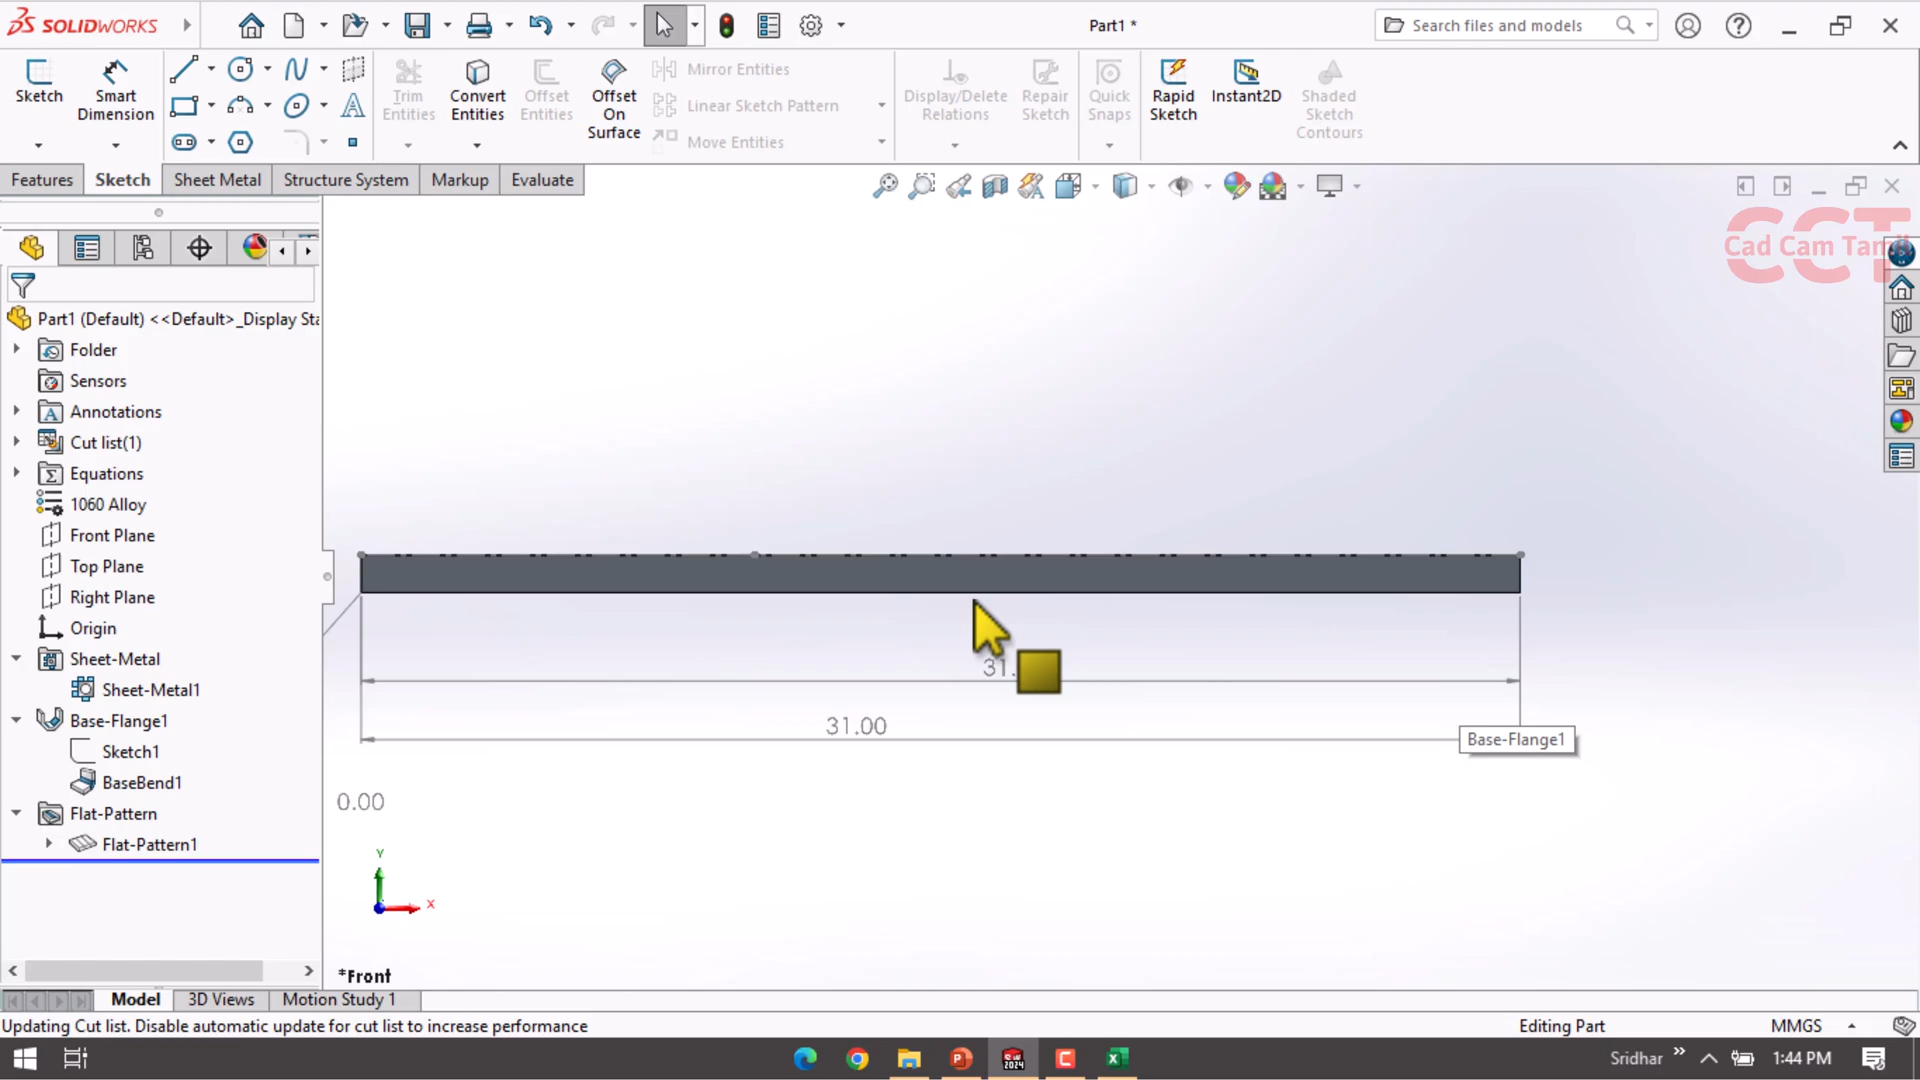 SOLIDWORKS
Part1 *
Search files and models
Sketch
Smart Dimension
Trim Entities
Convert Entities
Offset Entities
Offset On Surface
Mirror Entities
Linear Sketch Pattern
Move Entities
Display/Delete Relations
Repair Sketch
Quick Snaps
Rapid Sketch
Instant2D
Shaded Sketch Contours
Features
Sketch
Sheet Metal
Structure System
Markup
Evaluate
CCT
Cad Cam Tamil
Part1 (Default) <<Default>_Display Sta
Folder
Sensors
Annotations
Cut list(1)
Equations
1060 Alloy
Front Plane
Top Plane
Right Plane
Origin
Sheet-Metal
Sheet-Metal1
Base-Flange1
Sketch1
BaseBend1
Flat-Pattern
Flat-Pattern1
31.
31.00
Base-Flange1
0.00
Y
X
*Front
Model
3D Views
Motion Study 1
Updating Cut list. Disable automatic update for cut list to increase performance
Editing Part
MMGS
Sridhar
1:44 PM